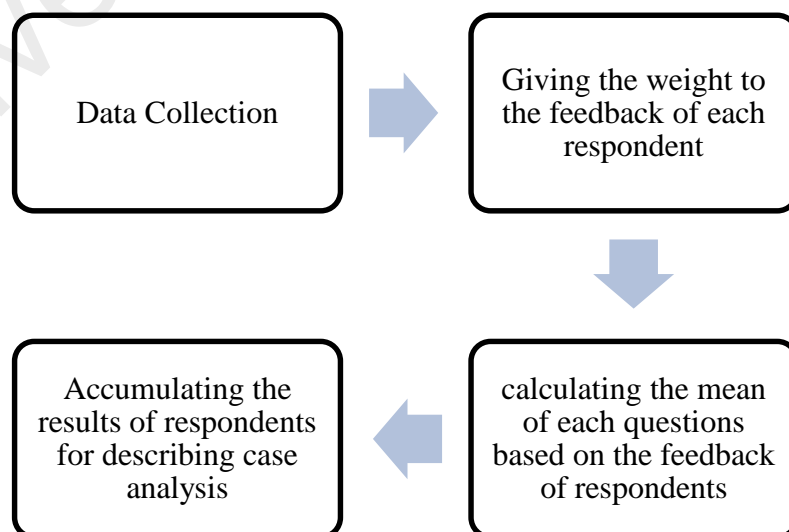 Data Collection
Giving the weight to
the feedback of each
respondent
calculating the mean
of each questions
based on the feedback
of respondents
Accumulating the
results of respondents
for describing case
analysis